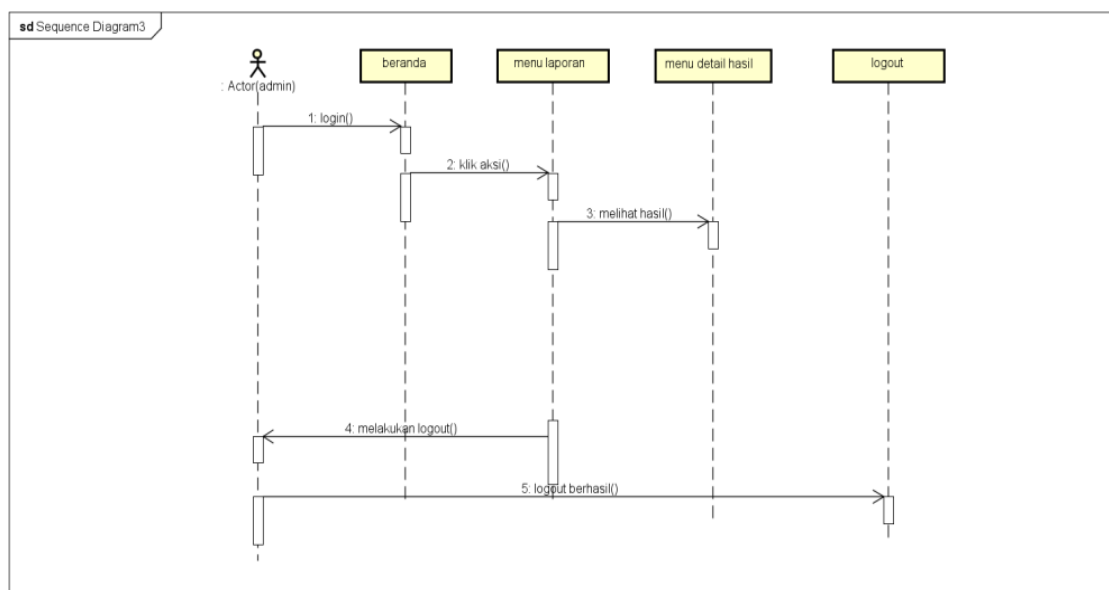 sd Sequence Diagram3
beranda
menu laporan
menu detail hasil
logout
: Actor(admin)
1: login()
2: klik aksi()
3: melihat hasil()
4: melakukan logout()
5: logout berhasil()